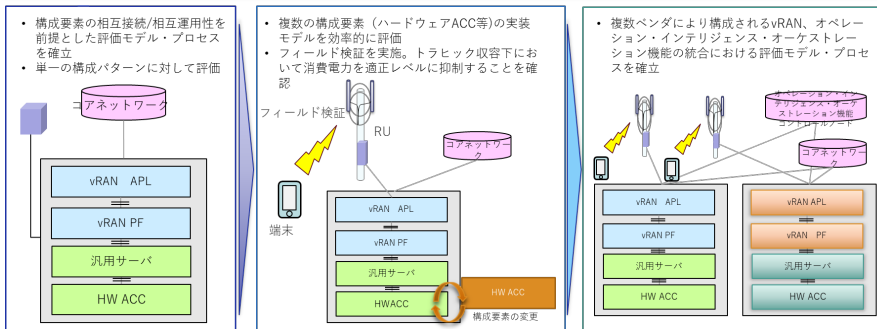 • 構成要素の相互接続/相互運用性を
前提とした評価モデル・プロセス
を確立
• 単一の構成パターンに対して評価
コアネットワーク
vRAN　APL
vRAN PF
汎用サーバ
HW ACC
• 複数の構成要素（ハードウェアACC等)の実装
モデルを効率的に評価
• フィールド検証を実施。トラヒック収容下にお
いて消費電力を適正レベルに抑制することを確
認
フィールド検証
RU
コアネットワー
ク
端末
vRAN　APL
vRAN PF
汎用サーバ
HWACC
HW ACC
構成要素の変更
• 複数ベンダにより構成されるvRAN、オペレー
ション・インテリジェンス・オーケストレー
ション機能の統合における評価モデル・プロセ
スを確立
オペレーション・イン
テリジェンス・オーケ
ストレーション機能
コントロールノード
コアネットワー
ク
vRAN　APL
vRAN PF
汎用サーバ
HW ACC
vRAN APL
vRAN　PF
汎用サーバ
HW ACC